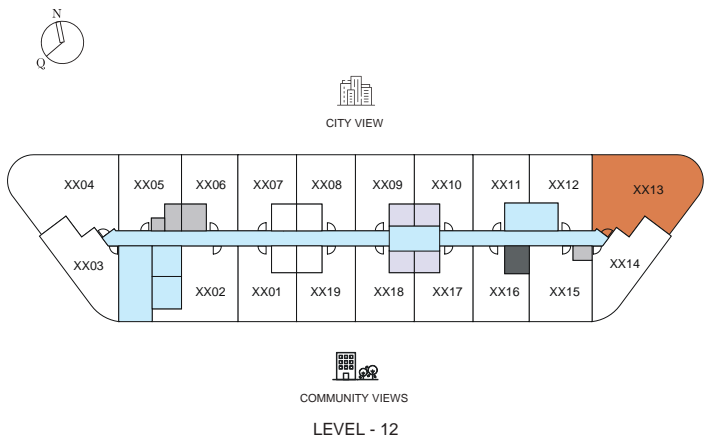 N
Q
CITY VIEW
XX04 XX05 XX06 XX07 XX08 XX09 XX10 XX11 XX12 XX13
XX03 XX14
XX02 XX01 XX19 XX18 XX17 XX16 XX15
COMMUNITY VIEWS
LEVEL - 12